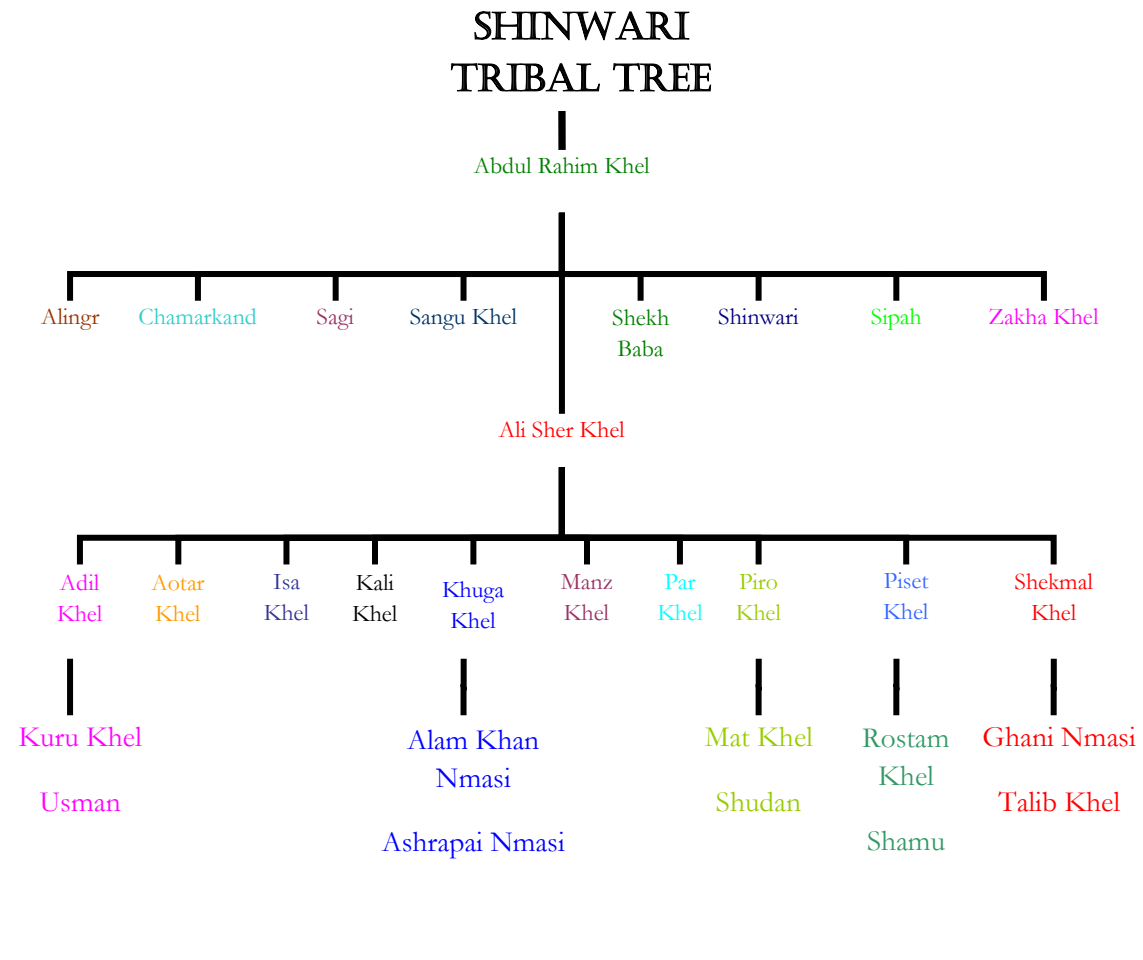 SHINWARI
TRIBAL TREE
Abdul Rahim Khel
Alingr
Chamarkand
Sagi
Sangu Khel
Shekh
Baba
Shinwari
Sipah
Zakha Khel
Ali Sher Khel
Adil
Khel
Aotar
Khel
Isa
Khel
Kali
Khel
Khuga
Khel
Manz
Khel
Par
Khel
Piro
Khel
Piset
Khel
Shekmal
Khel
Kuru Khel
Usman
Alam Khan
Nmasi
Ashrapai Nmasi
Mat Khel
Shudan
Rostam
Khel
Shamu
Ghani Nmasi
Talib Khel